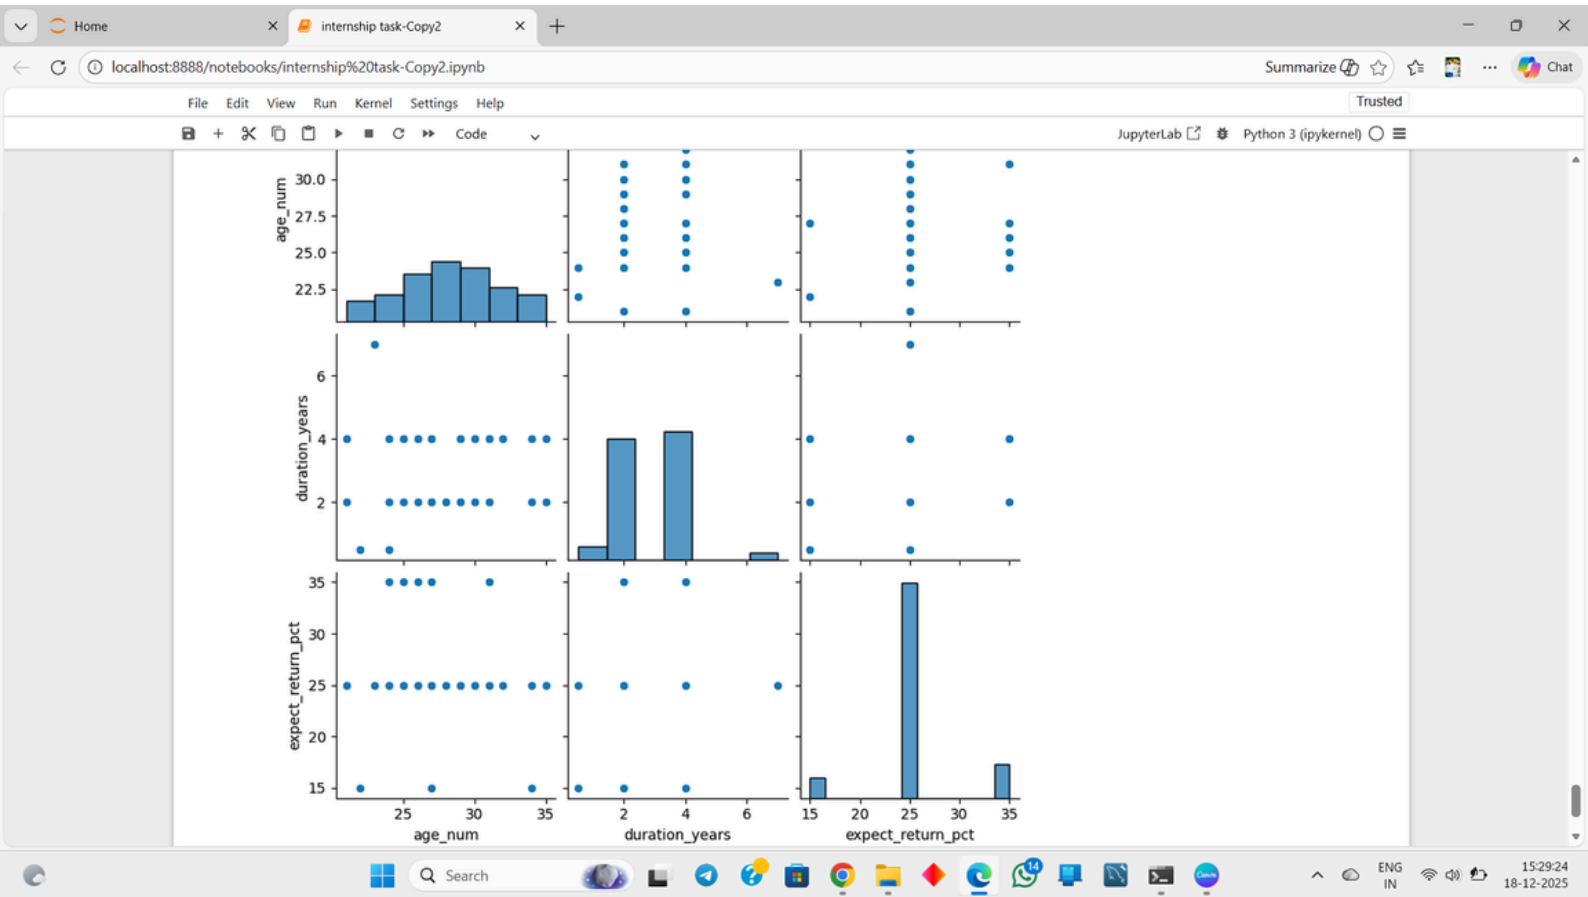 Home
internship task-Copy2
localhost:8888/notebooks/internship%20task-Copy2.ipynb
Summarize
Chat
File Edit View Run Kernel Settings Help
Trusted
Code
JupyterLab
Python 3 (ipykernel)
age_num
30.0
27.5
25.0
22.5
duration_years
6
4
2
expect_return_pct
35
30
25
20
15
25 30 35
2 4 6
15 20 25 30 35
age_num
duration_years
expect_return_pct
Search
14
Canva
ENG
IN
15:29:24
18-12-2025